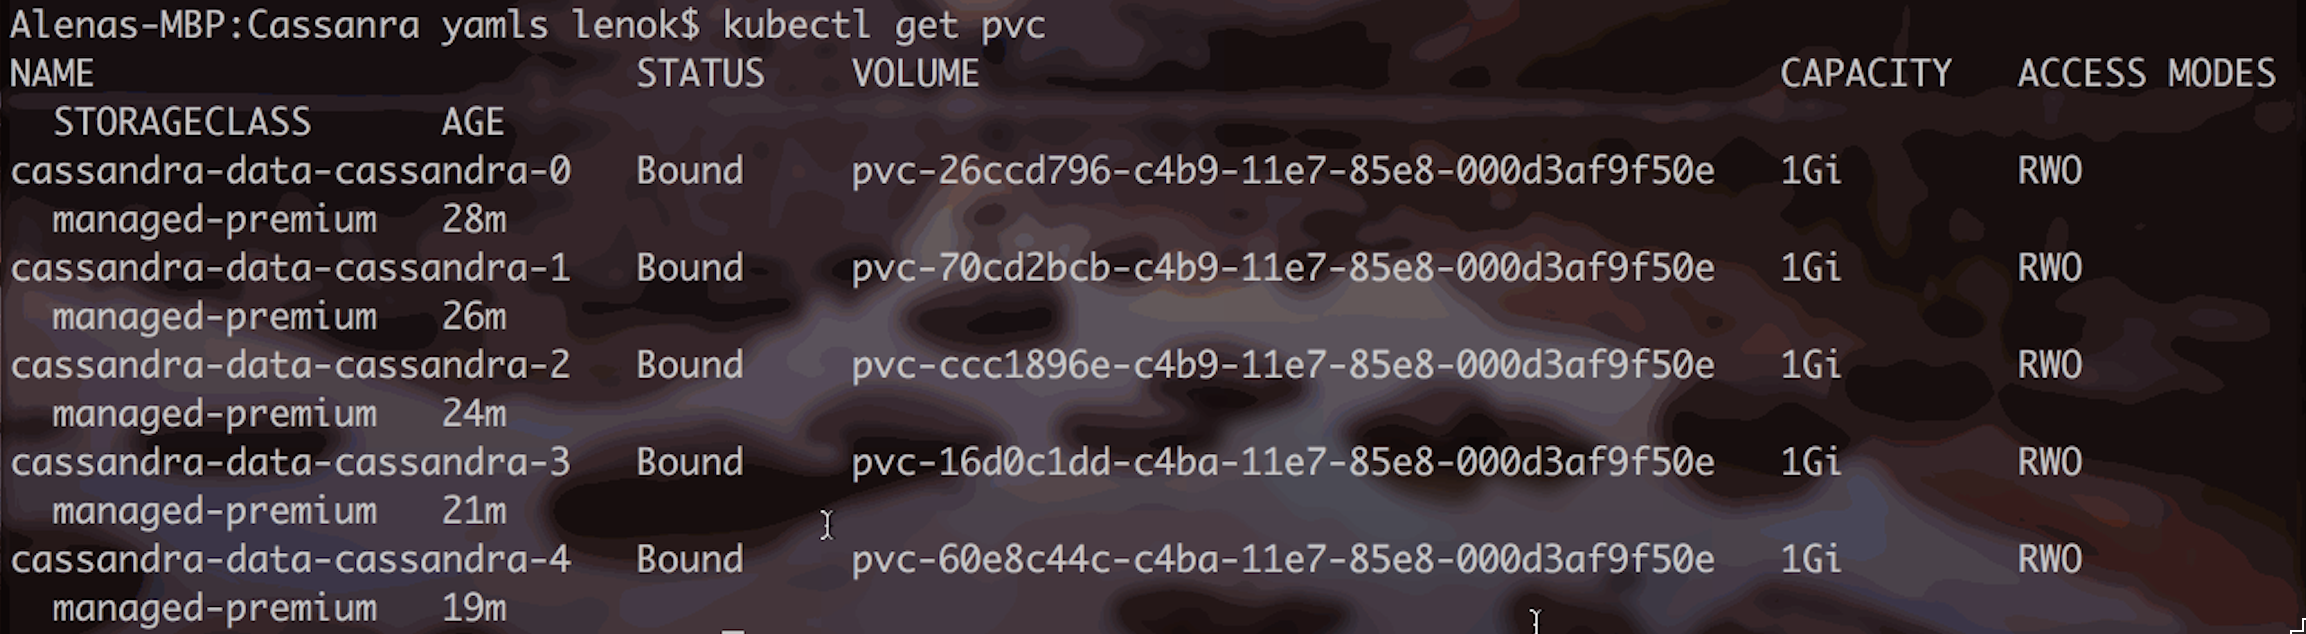 Alenas-MBP:Cassanra yamls lenok$ kubectl get pvc
NAME STATUS VOLUME CAPACITY ACCESS MODES
STORAGECLASS AGE
cassandra-data-cassandra-0 Bound pvc-26ccd796-c4b9-11e7-85e8-000d3af9f50e 1Gi RWO
managed-premium 28m
cassandra-data-cassandra-1 Bound pvc-70cd2bcb-c4b9-11e7-85e8-000d3af9f50e 1Gi RWO
managed-premium 26m
cassandra-data-cassandra-2 Bound pvc-ccc1896e-c4b9-11e7-85e8-000d3af9f50e 1Gi RWO
managed-premium 24m
cassandra-data-cassandra-3 Bound pvc-16d0c1dd-c4ba-11e7-85e8-000d3af9f50e 1Gi RWO
managed-premium 21m
cassandra-data-cassandra-4 Bound pvc-60e8c44c-c4ba-11e7-85e8-000d3af9f50e 1Gi RWO
managed-premium 19m